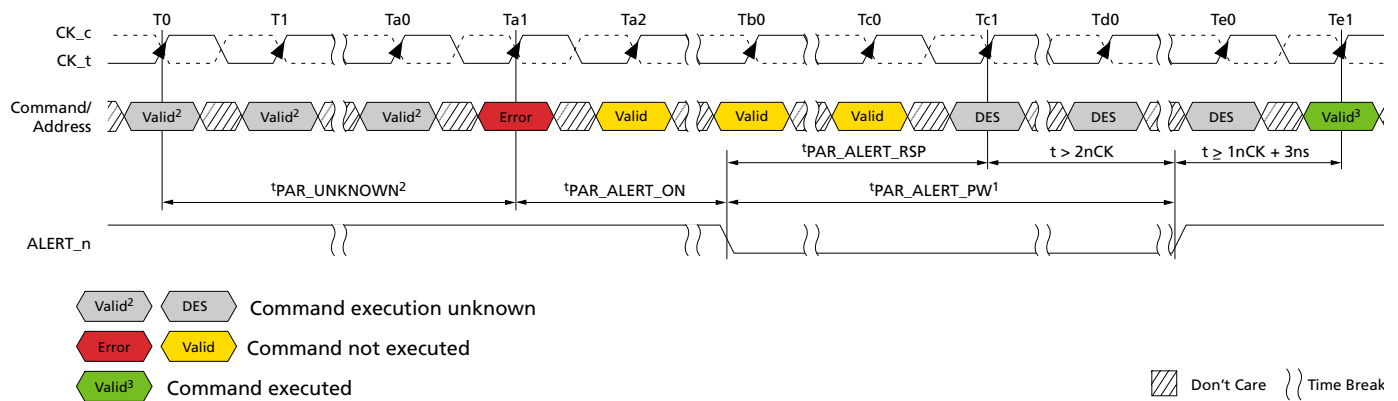 T0 T1 Ta0 Ta1 Ta2 Tb0 Tc0 Tc1 Td0 Te0 Te1
CK_c
CK_t
Command/
Address
Valid² Valid² Valid² Error Valid Valid Valid DES DES DES Valid³
tPAR_ALERT_RSP t > 2nCK t ≥ 1nCK + 3ns
tPAR_UNKNOWN² tPAR_ALERT_ON tPAR_ALERT_PW¹
ALERT_n
Valid² DES Command execution unknown
Error Valid Command not executed
Valid³ Command executed
Don't Care Time Break